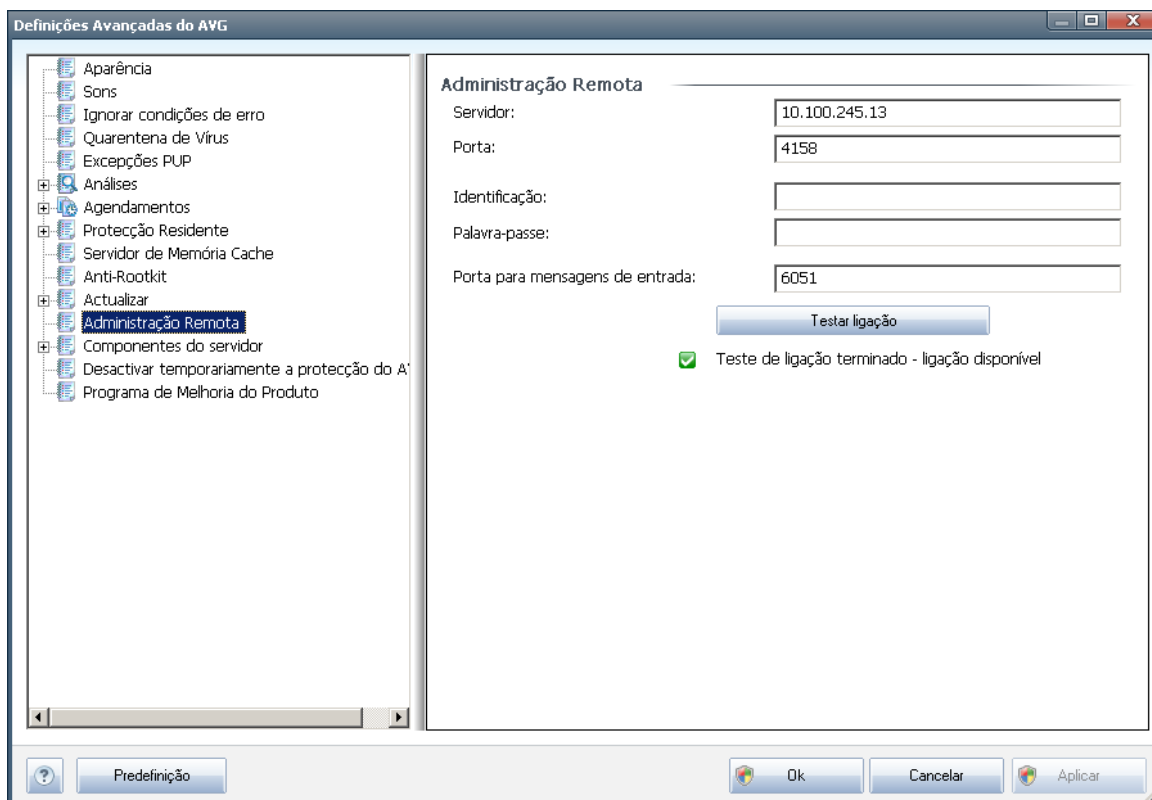 Definições Avançadas do AVG
Aparência
Sons
Ignorar condições de erro
Quarentena de Vírus
Excepções PUP
Análises
Agendamentos
Protecção Residente
Servidor de Memória Cache
Anti-Rootkit
Actualizar
Administração Remota
Componentes do servidor
Desactivar temporariamente a protecção do A
Programa de Melhoria do Produto
Administração Remota
Servidor: 10.100.245.13
Porta: 4158
Identificação:
Palavra-passe:
Porta para mensagens de entrada: 6051
Testar ligação
Teste de ligação terminado - ligação disponível
? Predefinição Ok Cancelar Aplicar